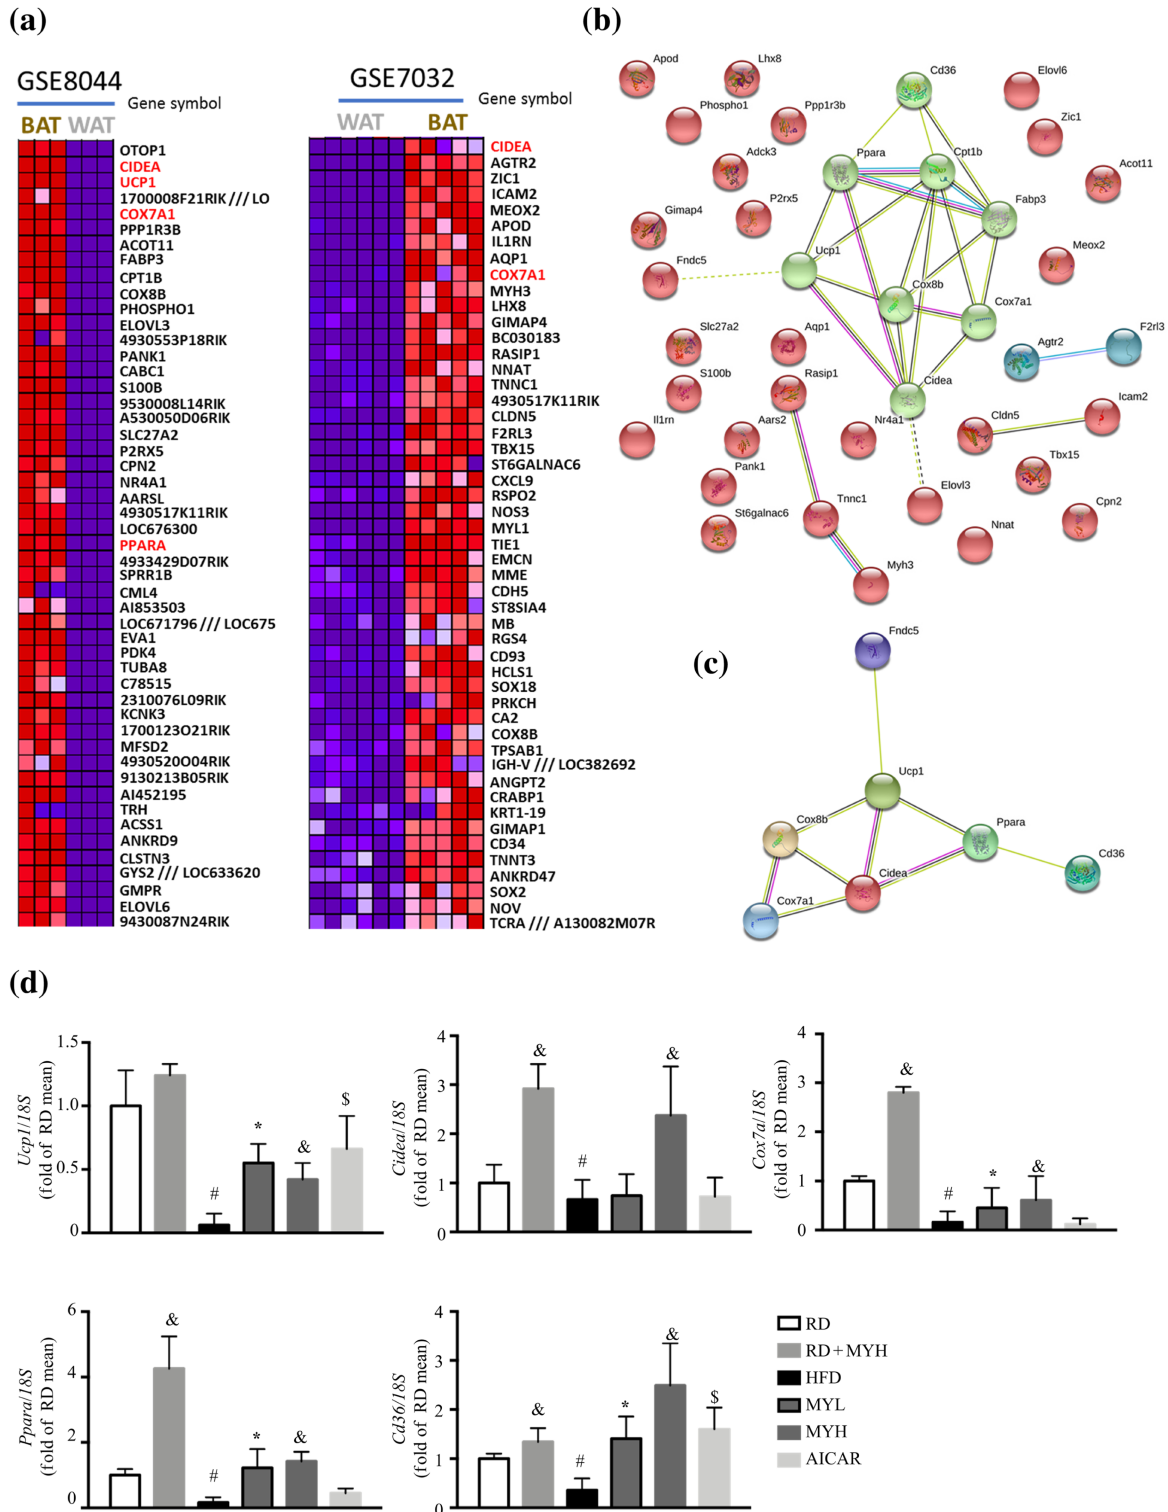 (a)
GSE8044
Gene symbol
BAT WAT
OTOP1
CIDEA
UCP1
1700008F21RIK /// LO
COX7A1
PPP1R3B
ACOT11
FABP3
CPT1B
COX8B
PHOSPHO1
ELOVL3
4930553P18RIK
PANK1
CABC1
S100B
9530008L14RIK
A530050D06RIK
SLC27A2
P2RX5
CPN2
NR4A1
AARSL
4930517K11RIK
LOC676300
PPARA
4933429D07RIK
SPRR1B
CML4
AI853503
LOC671796 /// LOC675
EVA1
PDK4
TUBA8
C78515
2310076L09RIK
KCNK3
1700123O21RIK
MFSD2
4930520O04RIK
9130213B05RIK
AI452195
TRH
ACSS1
ANKRD9
CLSTN3
GYS2 /// LOC633620
GMPR
ELOVL6
9430087N24RIK
GSE7032
Gene symbol
WAT BAT
CIDEA
AGTR2
ZIC1
ICAM2
MEOX2
APOD
IL1RN
AQP1
COX7A1
MYH3
LHX8
GIMAP4
BC030183
RASIP1
NNAT
TNNC1
4930517K11RIK
CLDN5
F2RL3
TBX15
ST6GALNAC6
CXCL9
RSPO2
NOS3
MYL1
TIE1
EMCN
MME
CDH5
ST8SIA4
MB
RGS4
CD93
HCLS1
SOX18
PRKCH
CA2
COX8B
TPSAB1
IGH-V /// LOC382692
ANGPT2
CRABP1
KRT1-19
GIMAP1
CD34
TNNT3
ANKRD47
SOX2
NOV
TCRA /// A130082M07R
(b)
Apod
Lhx8
Cd36
Elovl6
Phospho1
Ppp1r3b
Zic1
Adck3
Ppara
Cpt1b
Acot11
Gimap4
P2rx5
Fabp3
Fndc5
Ucp1
Meox2
Cox8b
Cox7a1
Slc27a2
Aqp1
Agtr2
F2rl3
S100b
Rasip1
Cidea
Il1rn
Aars2
Nr4a1
Cldn5
Icam2
Pank1
Tbx15
Elovl3
St6galnac6
Tnnc1
Nnat
Cpn2
Myh3
(c)
Fndc5
Ucp1
Cox8b
Ppara
Cidea
Cd36
Cox7a1
(d)
Ucp1/18S
(fold of RD mean)
1.5
1.0
0.5
0
#
*
&
$
Cidea/18S
(fold of RD mean)
4
3
2
1
0
&
#
&
Cox7a/18S
(fold of RD mean)
4
3
2
1
0
&
#
*
&
Ppara/18S
(fold of RD mean)
6
4
2
0
&
#
*
&
Cd36/18S
(fold of RD mean)
4
3
2
1
0
&
#
*
&
$
RD
RD + MYH
HFD
MYL
MYH
AICAR